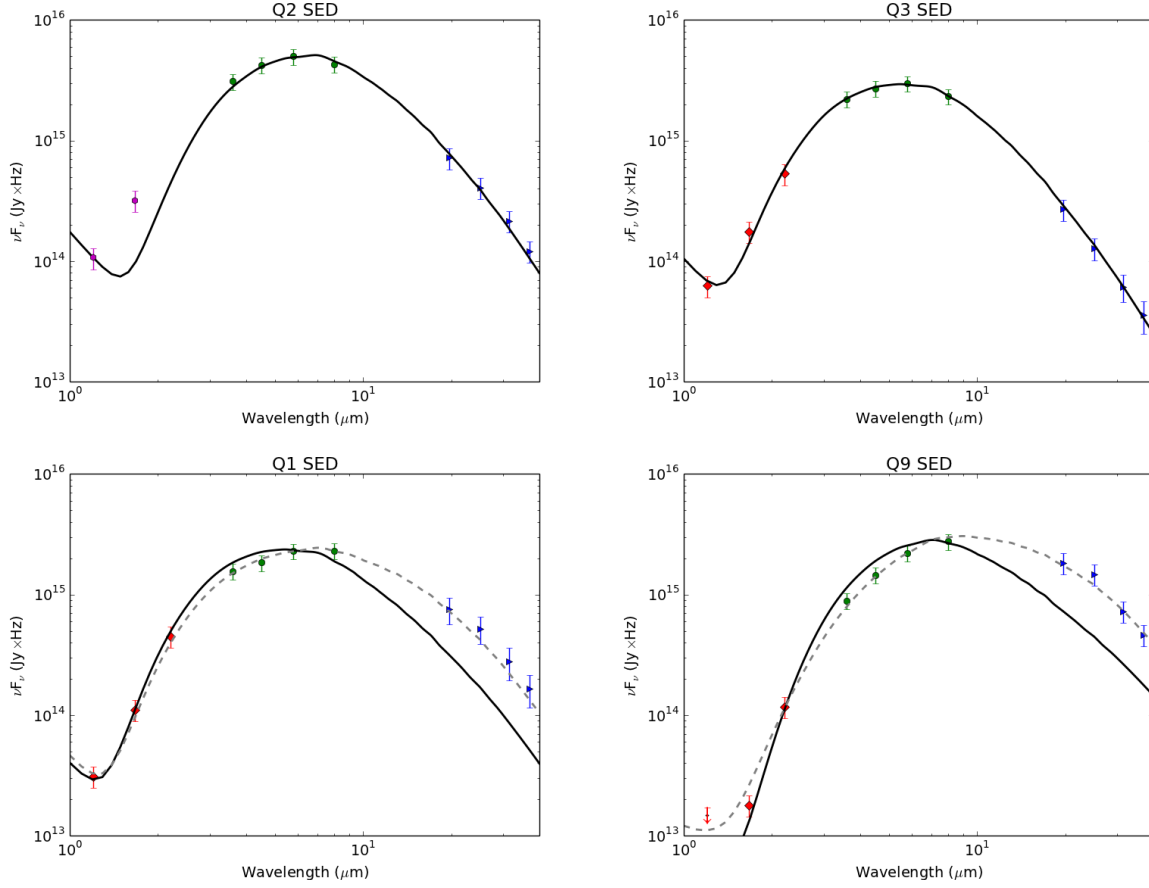 Q2 SED
10^16
10^15
10^14
10^13
νF_ν (Jy ×Hz)
10^0
10^1
Wavelength (μm)
Q3 SED
10^16
10^15
10^14
10^13
νF_ν (Jy ×Hz)
10^0
10^1
Wavelength (μm)
Q1 SED
10^16
10^15
10^14
10^13
νF_ν (Jy ×Hz)
10^0
10^1
Wavelength (μm)
Q9 SED
10^16
10^15
10^14
10^13
νF_ν (Jy ×Hz)
10^0
10^1
Wavelength (μm)